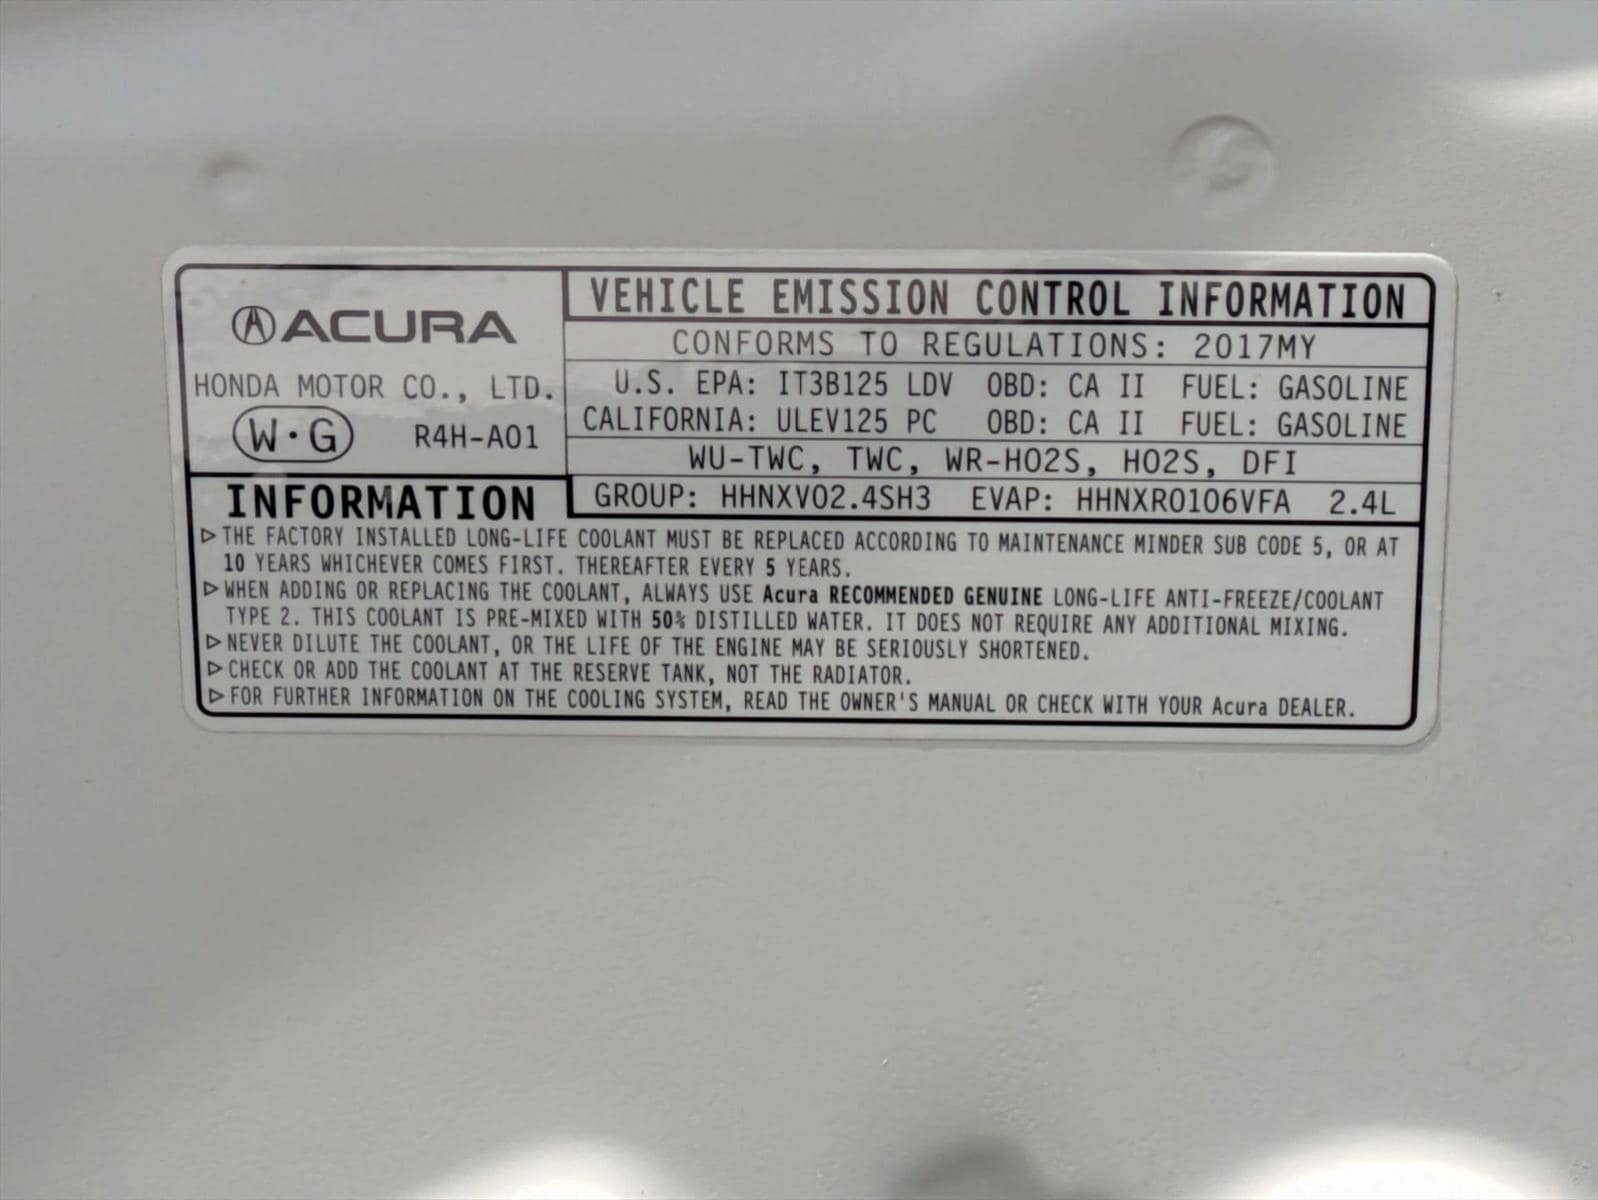 ACURA
HONDA MOTOR CO., LTD.
W·G R4H-A01
VEHICLE EMISSION CONTROL INFORMATION
CONFORMS TO REGULATIONS: 2017MY
U.S. EPA: IT3B125 LDV OBD: CA II FUEL: GASOLINE
CALIFORNIA: ULEV125 PC OBD: CA II FUEL: GASOLINE
WU-TWC, TWC, WR-HO2S, HO2S, DFI
GROUP: HHNXV02.4SH3 EVAP: HHNXR0106VFA 2.4L
INFORMATION
▷ THE FACTORY INSTALLED LONG-LIFE COOLANT MUST BE REPLACED ACCORDING TO MAINTENANCE MINDER SUB CODE 5, OR AT
10 YEARS WHICHEVER COMES FIRST. THEREAFTER EVERY 5 YEARS.
▷ WHEN ADDING OR REPLACING THE COOLANT, ALWAYS USE Acura RECOMMENDED GENUINE LONG-LIFE ANTI-FREEZE/COOLANT
TYPE 2. THIS COOLANT IS PRE-MIXED WITH 50% DISTILLED WATER. IT DOES NOT REQUIRE ANY ADDITIONAL MIXING.
▷ NEVER DILUTE THE COOLANT, OR THE LIFE OF THE ENGINE MAY BE SERIOUSLY SHORTENED.
▷ CHECK OR ADD THE COOLANT AT THE RESERVE TANK, NOT THE RADIATOR.
▷ FOR FURTHER INFORMATION ON THE COOLING SYSTEM, READ THE OWNER'S MANUAL OR CHECK WITH YOUR Acura DEALER.